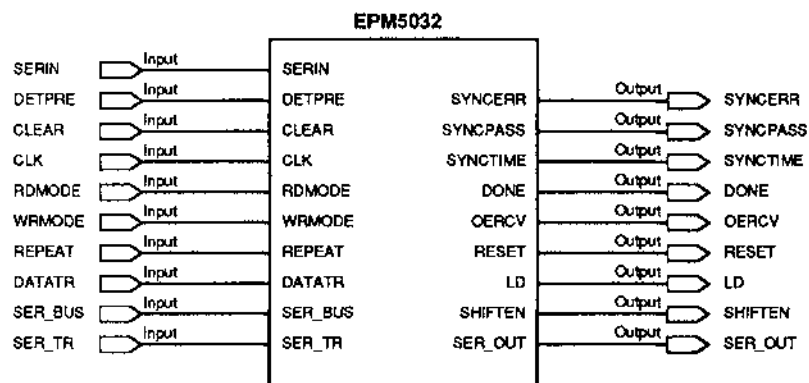 EPM5032
SERIN Input SERIN
DETPRE Input DETPRE SYNCERR Output SYNCERR
CLEAR Input CLEAR SYNCPASS Output SYNCPASS
CLK Input CLK SYNCTIME Output SYNCTIME
RDMODE Input RDMODE DONE Output DONE
WRMODE Input WRMODE OERCV Output OERCV
REPEAT Input REPEAT RESET Output RESET
DATATR Input DATATR LD Output LD
SER_BUS Input SER_BUS SHIFTEN Output SHIFTEN
SER_TR Input SER_TR SER_OUT Output SER_OUT